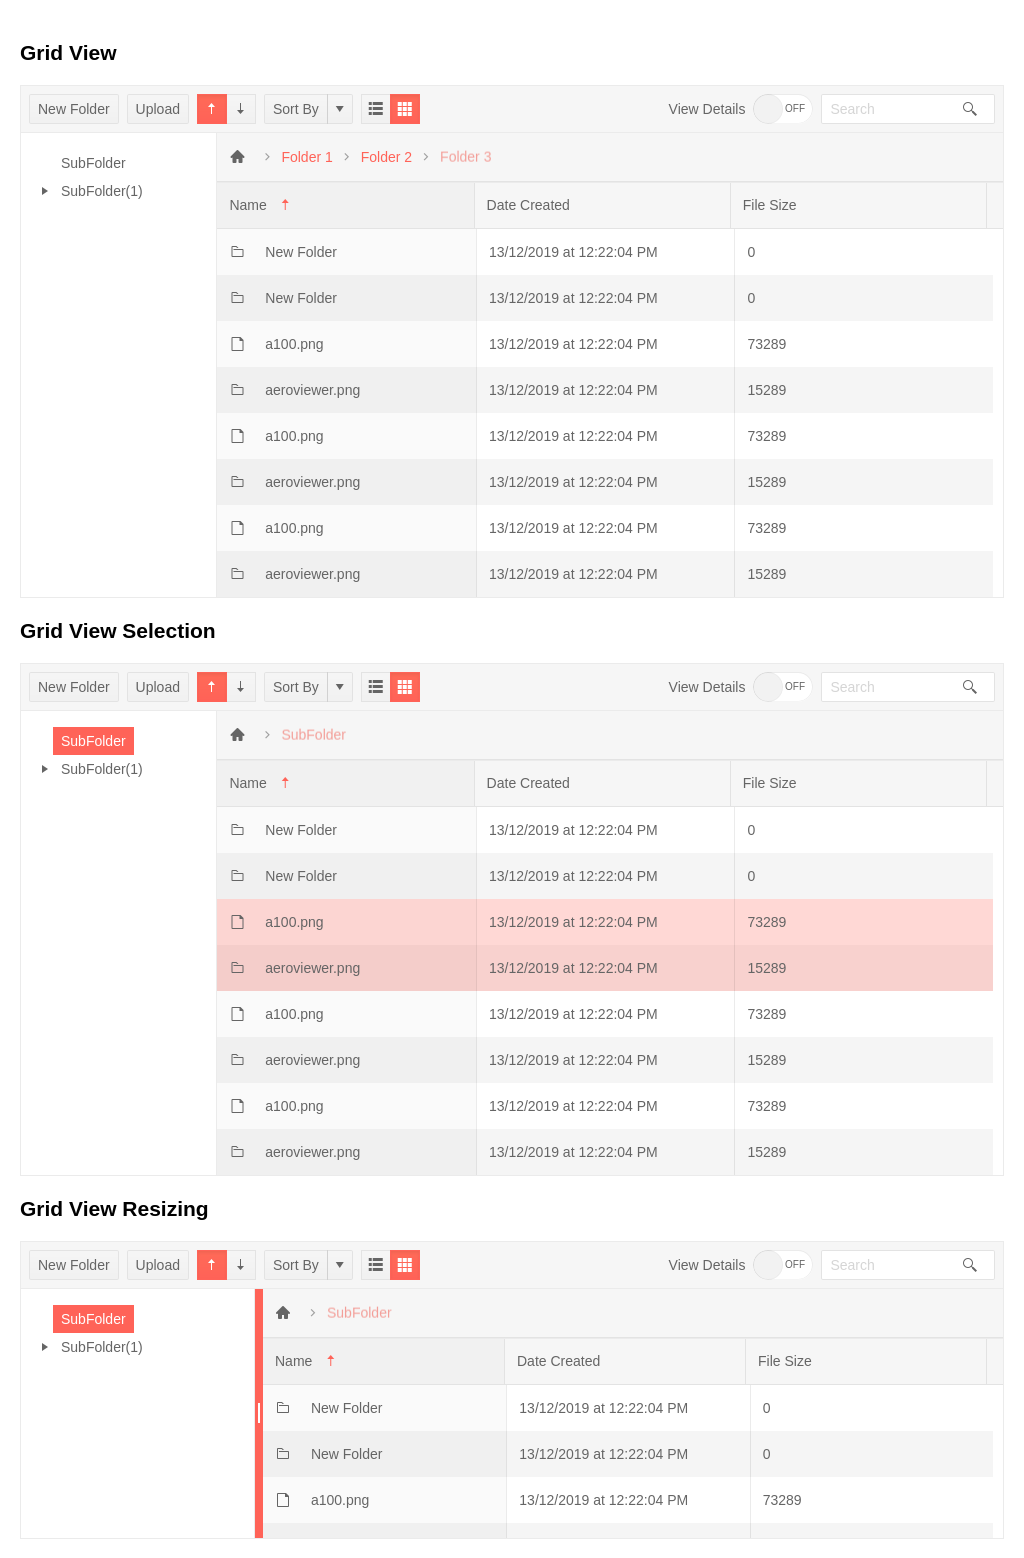 Grid View
New Folder Upload Sort By View Details OFF Search
SubFolder
SubFolder(1)
Folder 1 Folder 2 Folder 3
Name Date Created File Size
New Folder 13/12/2019 at 12:22:04 PM 0
New Folder 13/12/2019 at 12:22:04 PM 0
a100.png 13/12/2019 at 12:22:04 PM 73289
aeroviewer.png 13/12/2019 at 12:22:04 PM 15289
a100.png 13/12/2019 at 12:22:04 PM 73289
aeroviewer.png 13/12/2019 at 12:22:04 PM 15289
a100.png 13/12/2019 at 12:22:04 PM 73289
aeroviewer.png 13/12/2019 at 12:22:04 PM 15289
Grid View Selection
New Folder Upload Sort By View Details OFF Search
SubFolder
SubFolder(1)
SubFolder
Name Date Created File Size
New Folder 13/12/2019 at 12:22:04 PM 0
New Folder 13/12/2019 at 12:22:04 PM 0
a100.png 13/12/2019 at 12:22:04 PM 73289
aeroviewer.png 13/12/2019 at 12:22:04 PM 15289
a100.png 13/12/2019 at 12:22:04 PM 73289
aeroviewer.png 13/12/2019 at 12:22:04 PM 15289
a100.png 13/12/2019 at 12:22:04 PM 73289
aeroviewer.png 13/12/2019 at 12:22:04 PM 15289
Grid View Resizing
New Folder Upload Sort By View Details OFF Search
SubFolder
SubFolder(1)
SubFolder
Name Date Created File Size
New Folder 13/12/2019 at 12:22:04 PM 0
New Folder 13/12/2019 at 12:22:04 PM 0
a100.png 13/12/2019 at 12:22:04 PM 73289